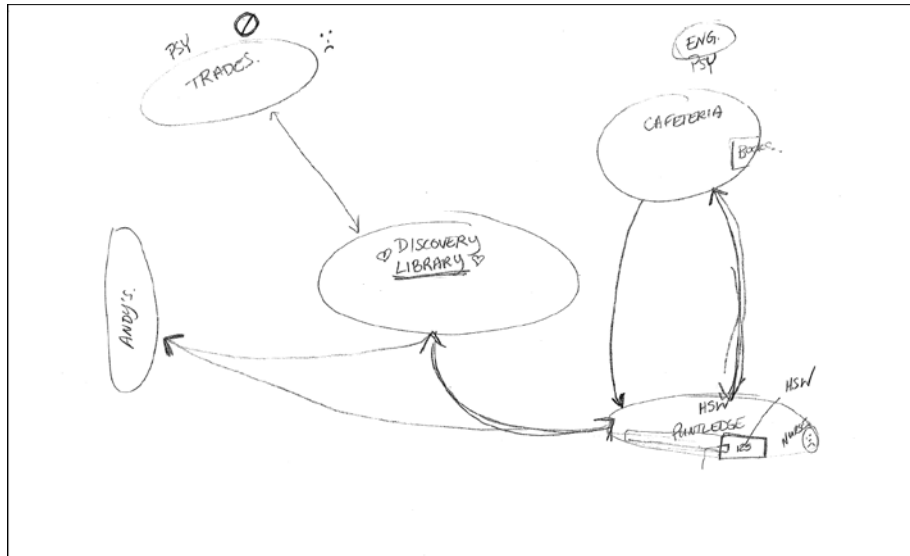 PSY
TRADES.
ENG.
PSY
CAFETERIA
BOOKS.
DISCOVERY
LIBRARY
ANDY'S.
HSW
HSW
PUNTLEDGE
NURSE